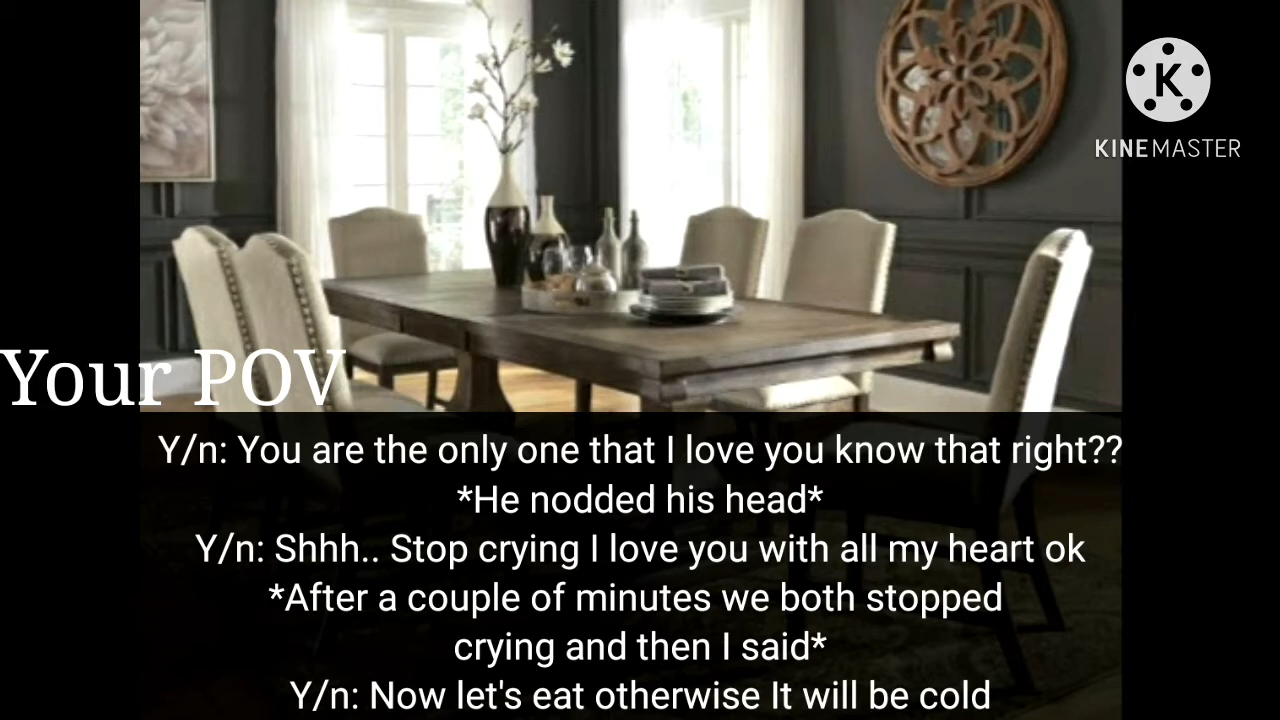 KINEMASTER
Your POV
Y/n: You are the only one that I love you know that right??
*He nodded his head*
Y/n: Shhh.. Stop crying I love you with all my heart ok
*After a couple of minutes we both stopped
crying and then I said*
Y/n: Now let's eat otherwise It will be cold